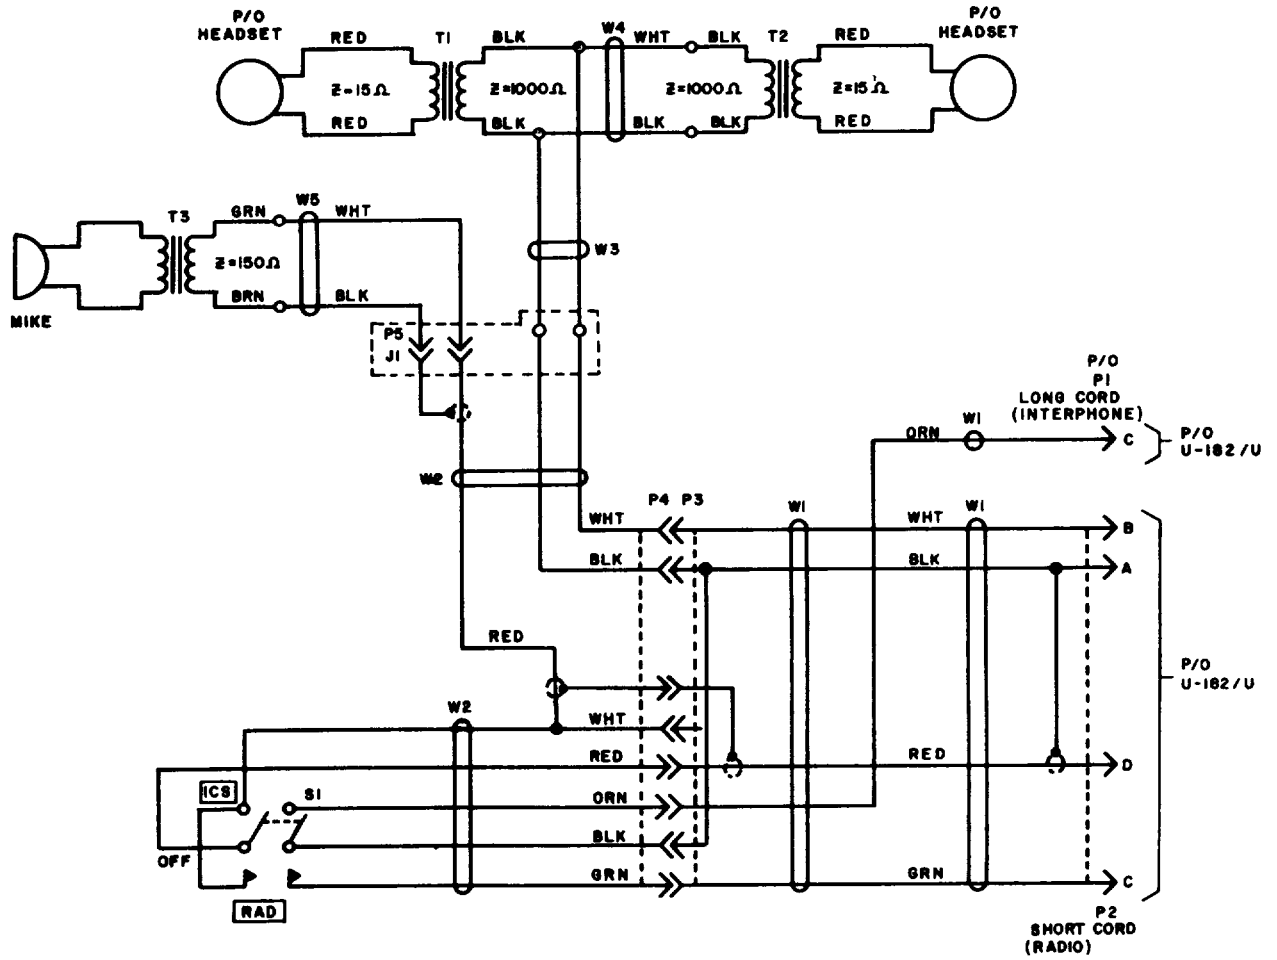 P/O
HEADSET
RED
T1
BLK
W4
WHT
BLK
T2
RED
P/O
HEADSET
Z=15Ω
Z=1000Ω
Z=1000Ω
Z=15Ω
RED
BLK
BLK
BLK
RED
T3
GRN
W5
WHT
Z=150Ω
BRN
BLK
MIKE
W3
P5
J1
P/O
P1
LONG CORD
(INTERPHONE)
ORN
W1
C
P/O
U-182/U
W2
P4 P3
WHT
W1
WHT
W1
B
BLK
BLK
A
RED
P/O
U-182/U
W2
WHT
RED
RED
D
ICS
S1
ORN
BLK
OFF
GRN
GRN
C
RAD
P2
SHORT CORD
(RADIO)